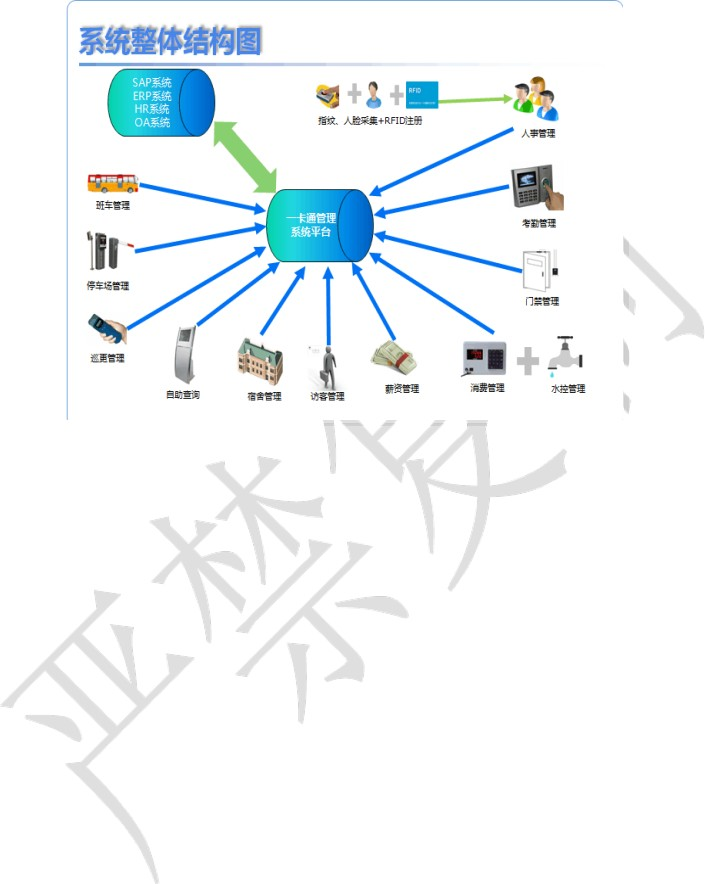 系统整体结构图
SAP系统
ERP系统
HR系统
OA系统
RFID
指纹、人脸采集+RFID注册
人事管理
班车管理
一卡通管理
系统平台
考勤管理
停车场管理
门禁管理
巡更管理
自助查询
宿舍管理
访客管理
薪资管理
消费管理
水控管理
严禁复